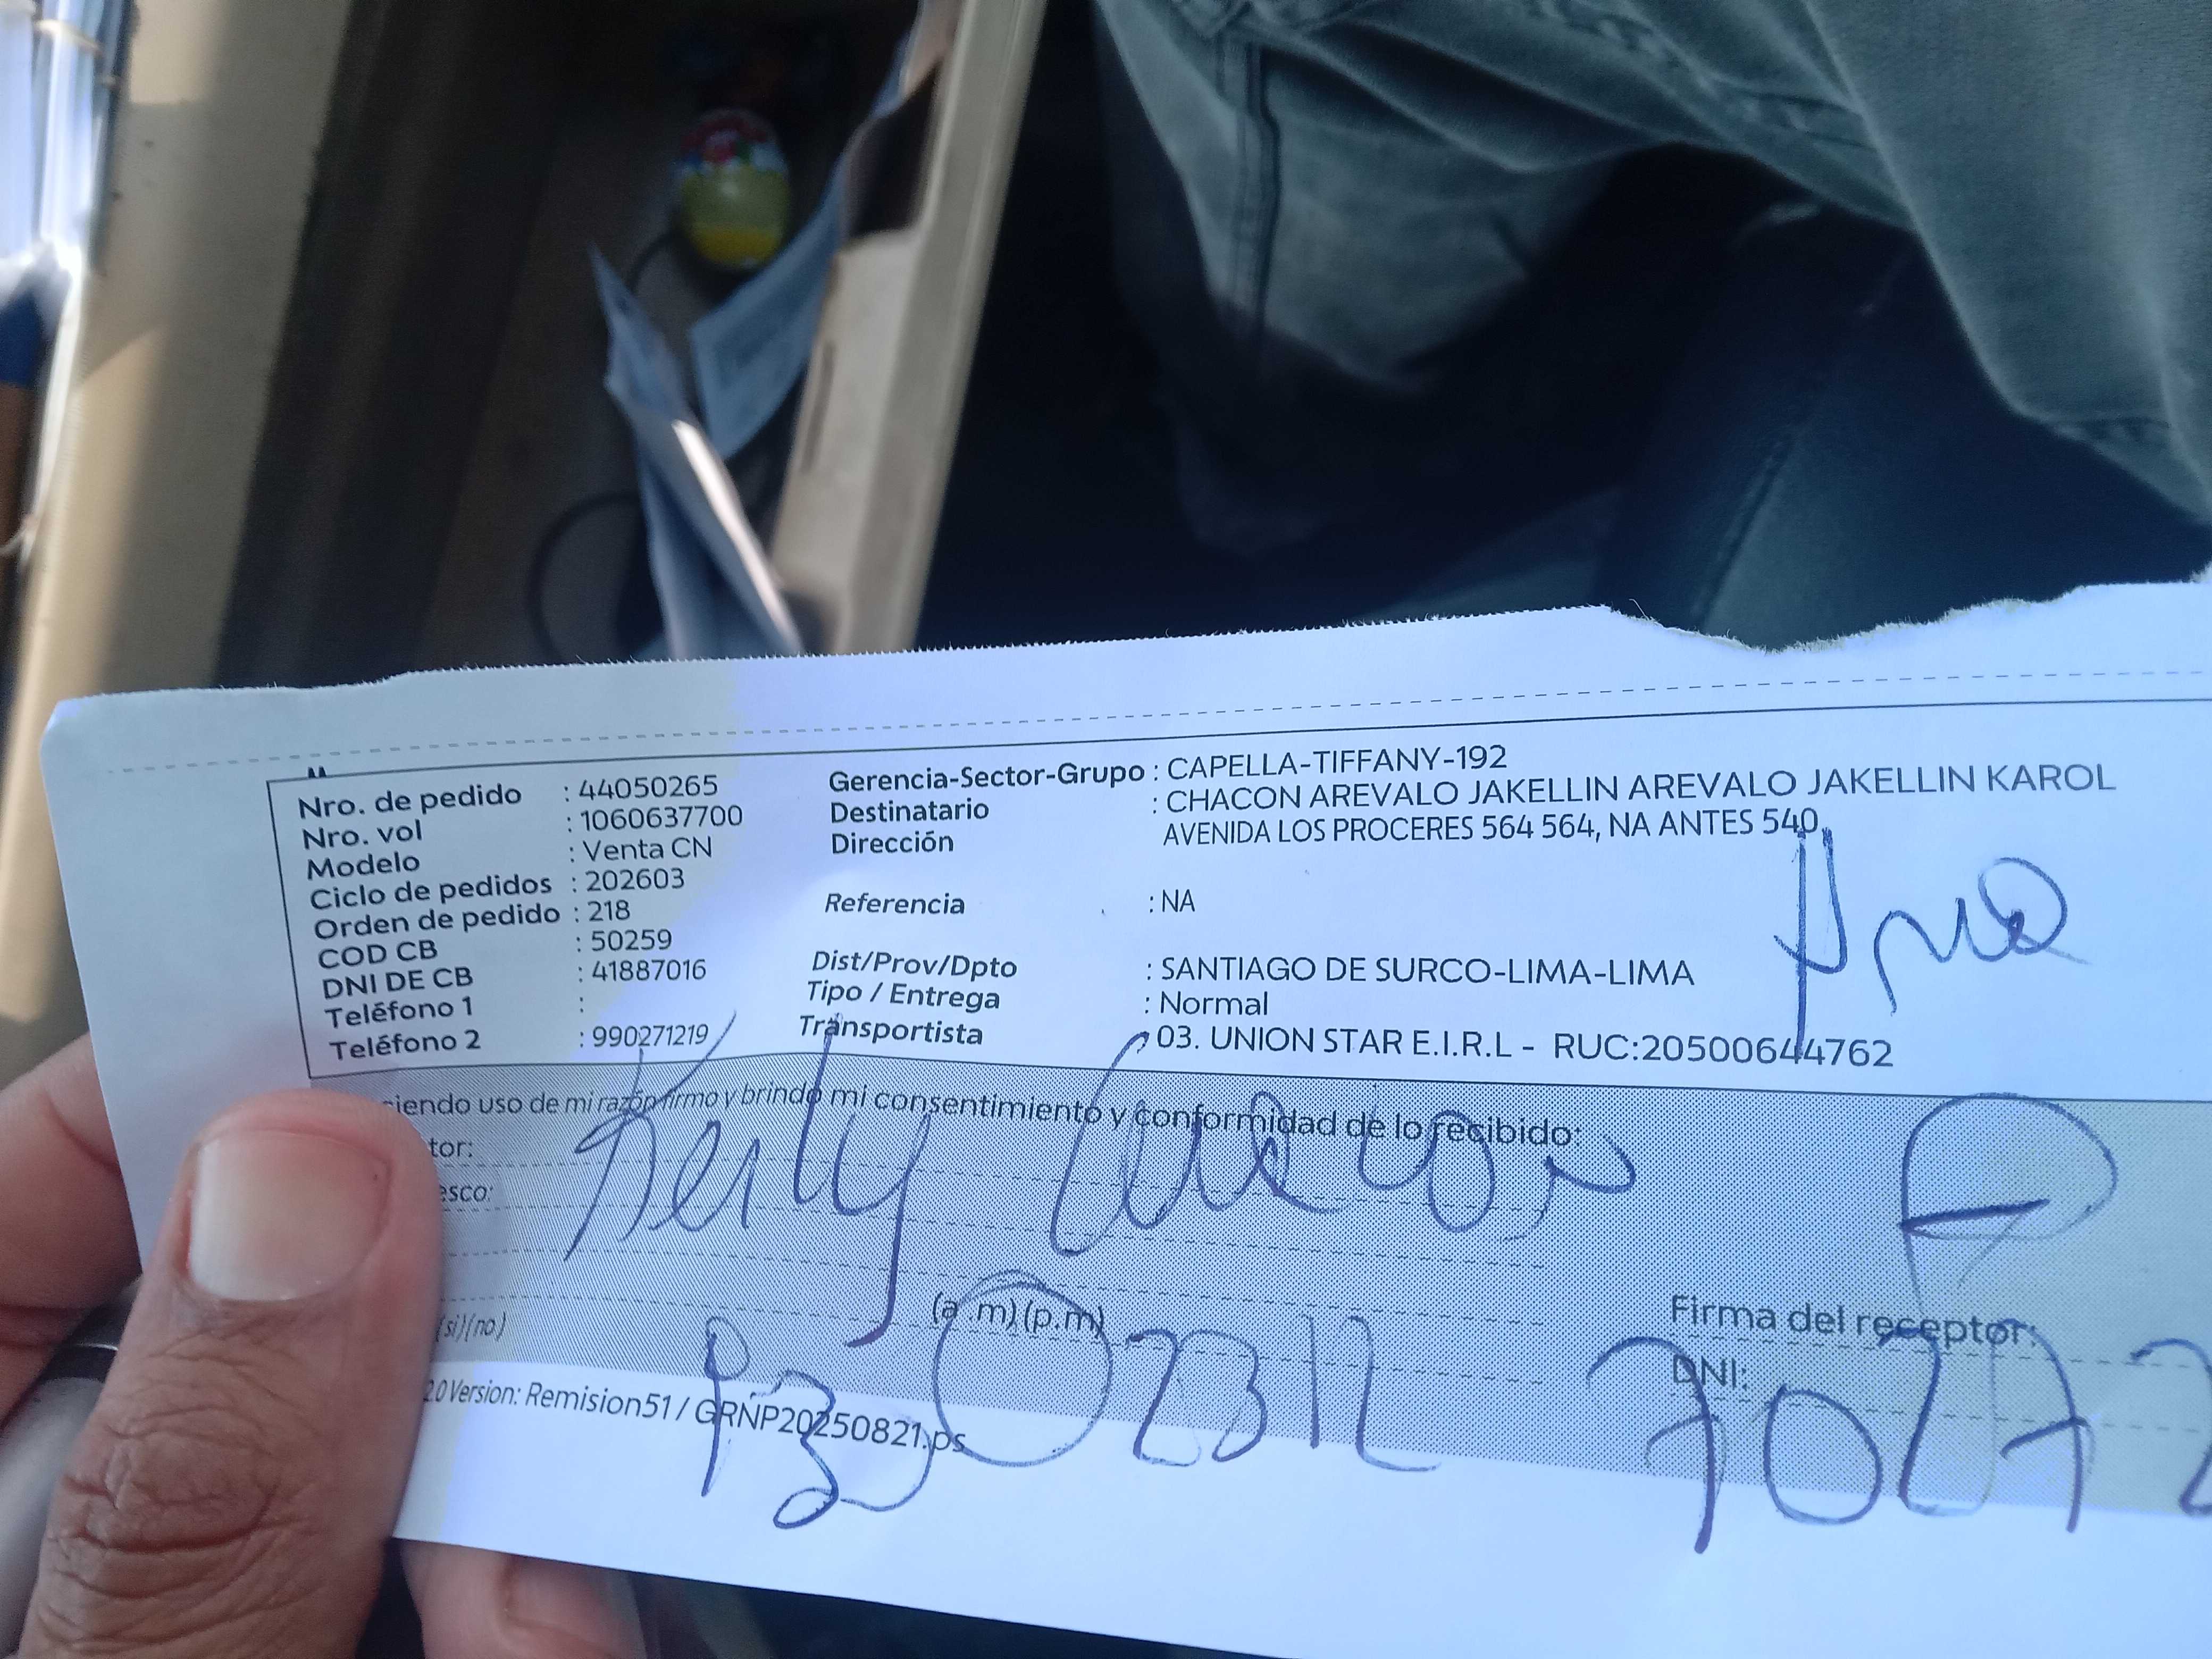 Nro. de pedido : 44050265
Nro. vol : 1060637700
Modelo : Venta CN
Ciclo de pedidos : 202603
Orden de pedido : 218
COD CB : 50259
DNI DE CB : 41887016
Teléfono 1 :
Teléfono 2 : 990271219
Gerencia-Sector-Grupo : CAPELLA-TIFFANY-192
Destinatario : CHACON AREVALO JAKELLIN AREVALO JAKELLIN KAROL
Dirección AVENIDA LOS PROCERES 564 564, NA ANTES 540,
Referencia : NA
Dist/Prov/Dpto : SANTIAGO DE SURCO-LIMA-LIMA
Tipo / Entrega : Normal
Transportista : 03. UNION STAR E.I.R.L - RUC:20500644762
iendo uso de mi razón firmo y brindo mi consentimiento y conformidad de lo recibido:
tor:
esco:
(si)(no) (a .m)(p.m)
Firma del receptor:
DNI:
2.0 Version: Remision51 / GRNP20250821.ps